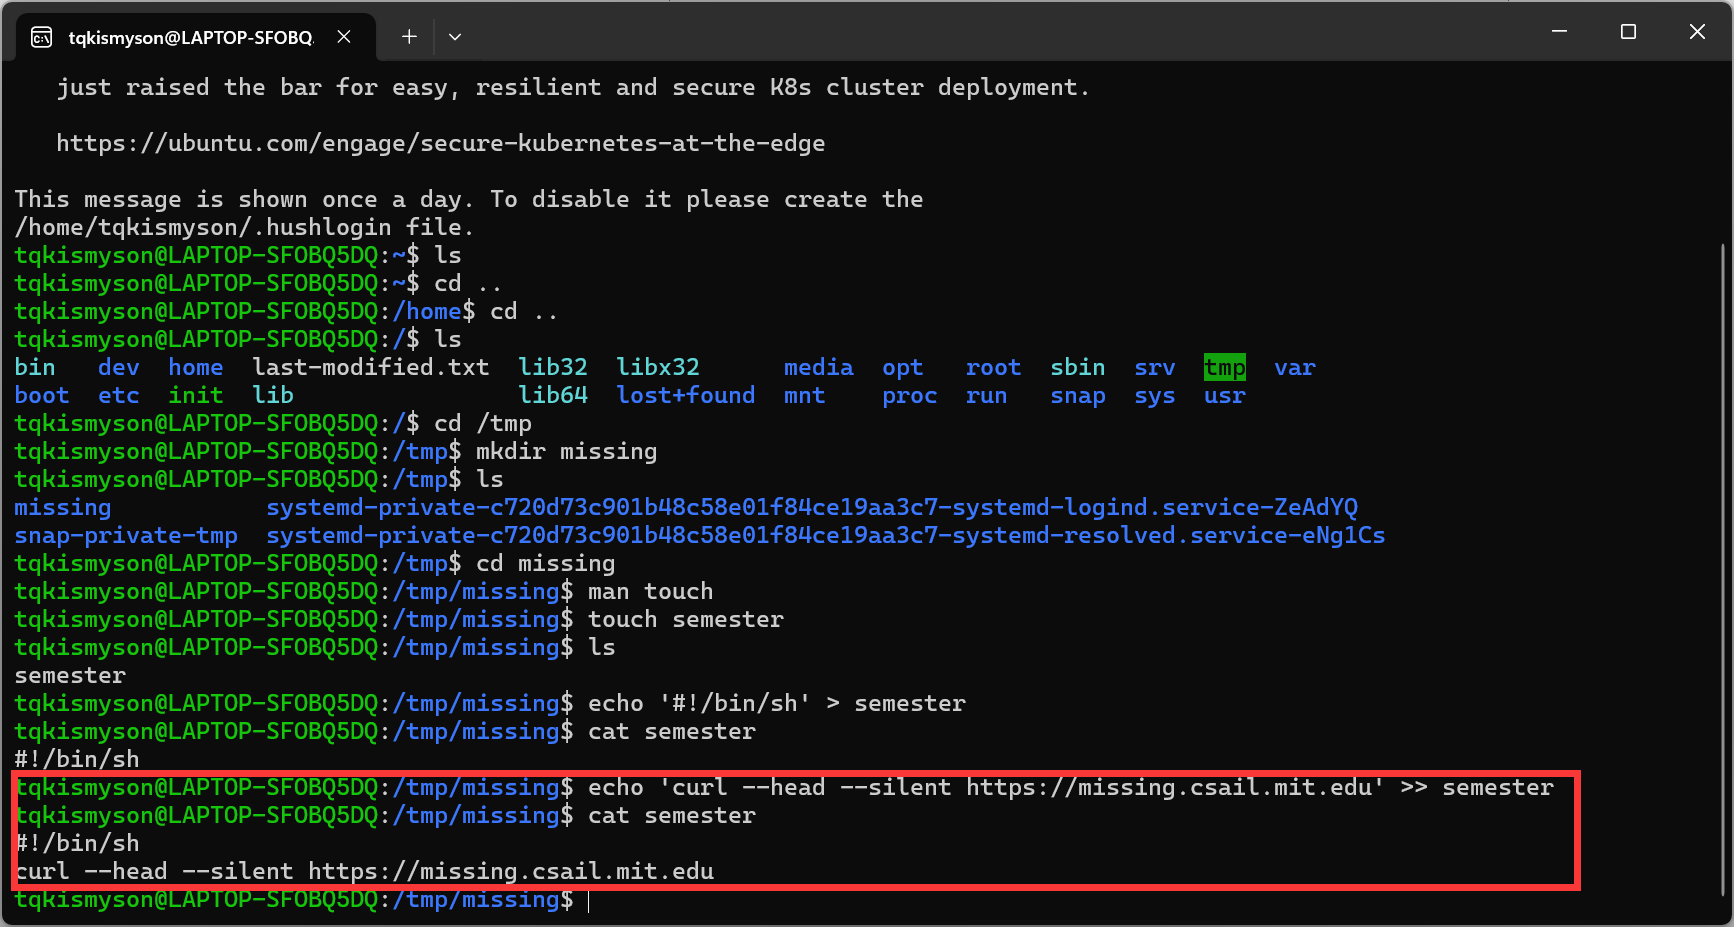 tqkismyson@LAPTOP-SFOBQ
just raised the bar for easy, resilient and secure K8s cluster deployment.
https://ubuntu.com/engage/secure-kubernetes-at-the-edge
This message is shown once a day. To disable it please create the
/home/tqkismyson/.hushlogin file.
tqkismyson@LAPTOP-SFOBQ5DQ:~$ ls
tqkismyson@LAPTOP-SFOBQ5DQ:~$ cd ..
tqkismyson@LAPTOP-SFOBQ5DQ:/home$ cd ..
tqkismyson@LAPTOP-SFOBQ5DQ:/$ ls
bin dev home last-modified.txt lib32 libx32 media opt root sbin srv tmp var
boot etc init lib lib64 lost+found mnt proc run snap sys usr
tqkismyson@LAPTOP-SFOBQ5DQ:/$ cd /tmp
tqkismyson@LAPTOP-SFOBQ5DQ:/tmp$ mkdir missing
tqkismyson@LAPTOP-SFOBQ5DQ:/tmp$ ls
missing systemd-private-c720d73c901b48c58e01f84ce19aa3c7-systemd-logind.service-ZeAdYQ
snap-private-tmp systemd-private-c720d73c901b48c58e01f84ce19aa3c7-systemd-resolved.service-eNg1Cs
tqkismyson@LAPTOP-SFOBQ5DQ:/tmp$ cd missing
tqkismyson@LAPTOP-SFOBQ5DQ:/tmp/missing$ man touch
tqkismyson@LAPTOP-SFOBQ5DQ:/tmp/missing$ touch semester
tqkismyson@LAPTOP-SFOBQ5DQ:/tmp/missing$ ls
semester
tqkismyson@LAPTOP-SFOBQ5DQ:/tmp/missing$ echo '#!/bin/sh' > semester
tqkismyson@LAPTOP-SFOBQ5DQ:/tmp/missing$ cat semester
#!/bin/sh
tqkismyson@LAPTOP-SFOBQ5DQ:/tmp/missing$ echo 'curl --head --silent https://missing.csail.mit.edu' >> semester
tqkismyson@LAPTOP-SFOBQ5DQ:/tmp/missing$ cat semester
#!/bin/sh
curl --head --silent https://missing.csail.mit.edu
tqkismyson@LAPTOP-SFOBQ5DQ:/tmp/missing$